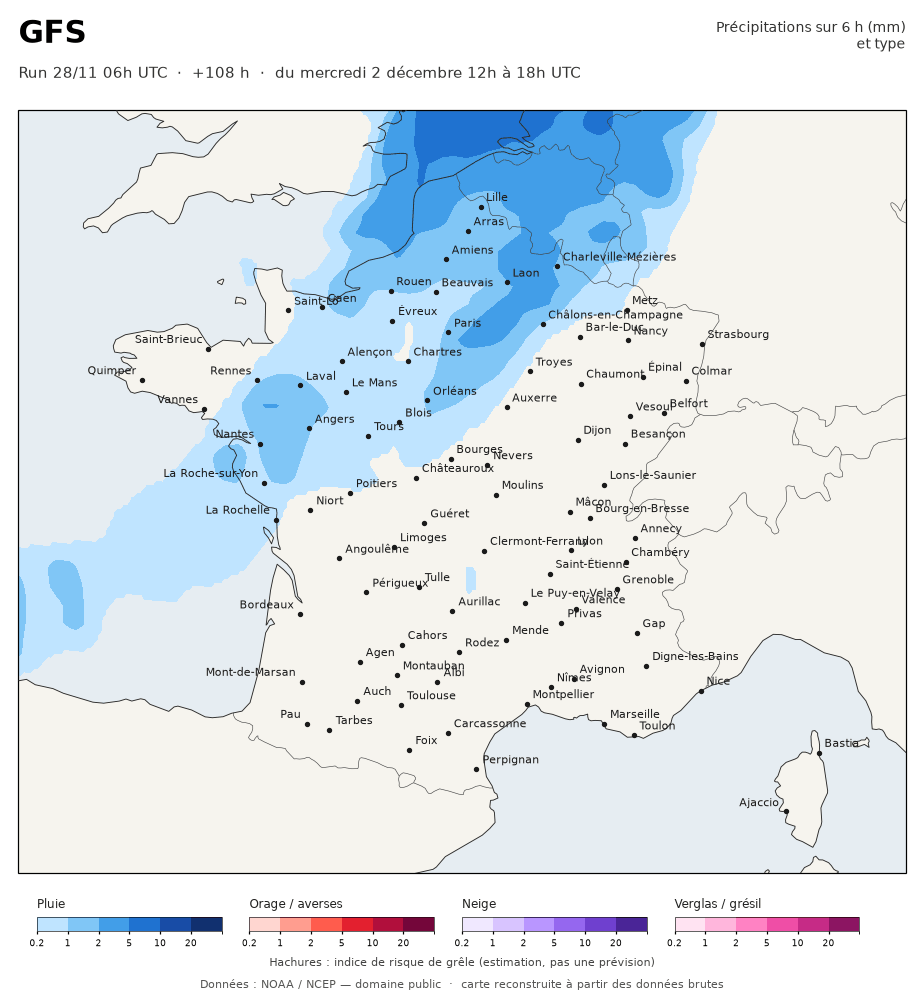 GFS
Précipitations sur 6 h (mm)
et type
Run 28/11 06h UTC · +108 h · du mercredi 2 décembre 12h à 18h UTC
Lille
Arras
Amiens
Charleville-Mézières
Laon
Rouen
Beauvais
Saint-Lô
Caen
Metz
Évreux
Châlons-en-Champagne
Paris
Bar-le-Duc
Nancy
Saint-Brieuc
Strasbourg
Alençon
Chartres
Troyes
Quimper
Rennes
Laval
Le Mans
Chaumont
Épinal
Colmar
Orléans
Vannes
Auxerre
Vesoul
Belfort
Blois
Angers
Tours
Nantes
Dijon
Besançon
Bourges
Nevers
La Roche-sur-Yon
Châteauroux
Lons-le-Saunier
Poitiers
Moulins
Niort
La Rochelle
Mâcon
Bourg-en-Bresse
Guéret
Annecy
Limoges
Clermont-Ferrand
Lyon
Angoulême
Chambéry
Saint-Étienne
Périgueux
Tulle
Grenoble
Le Puy-en-Velay
Valence
Bordeaux
Aurillac
Privas
Gap
Cahors
Rodez
Mende
Agen
Digne-les-Bains
Mont-de-Marsan
Montauban
Albi
Nîmes
Avignon
Nice
Auch
Toulouse
Montpellier
Pau
Tarbes
Carcassonne
Marseille
Toulon
Foix
Perpignan
Bastia
Ajaccio
Pluie
Orage / averses
Neige
Verglas / grésil
0.2 1 2 5 10 20
0.2 1 2 5 10 20
0.2 1 2 5 10 20
0.2 1 2 5 10 20
Hachures : indice de risque de grêle (estimation, pas une prévision)
Données : NOAA / NCEP — domaine public · carte reconstruite à partir des données brutes